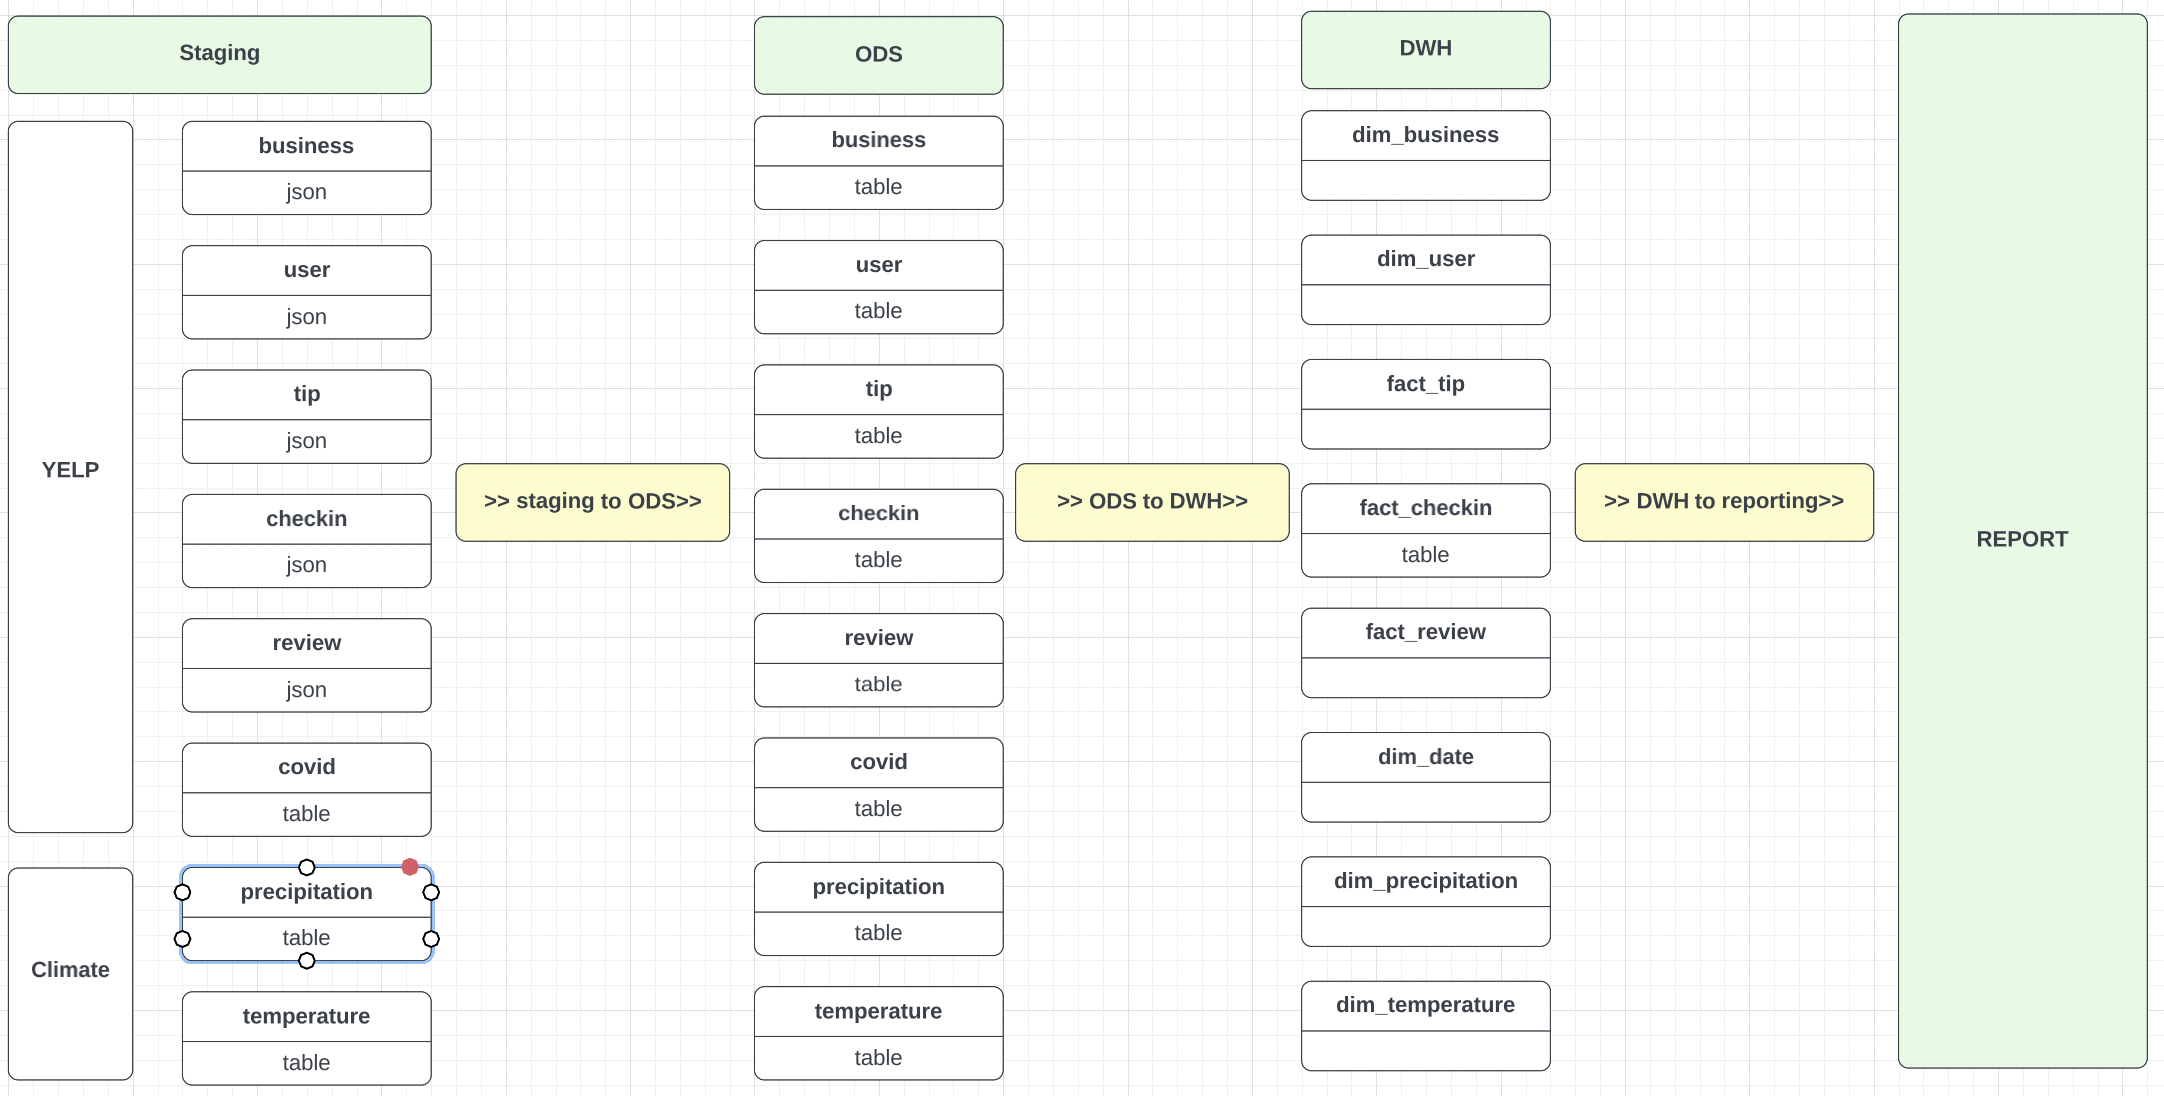 Staging
YELP
business
json
user
json
tip
json
checkin
json
review
json
covid
table
Climate
precipitation
table
temperature
table
>> staging to ODS>>
ODS
business
table
user
table
tip
table
checkin
table
review
table
covid
table
precipitation
table
temperature
table
>> ODS to DWH>>
DWH
dim_business
dim_user
fact_tip
fact_checkin
table
fact_review
dim_date
dim_precipitation
dim_temperature
>> DWH to reporting>>
REPORT